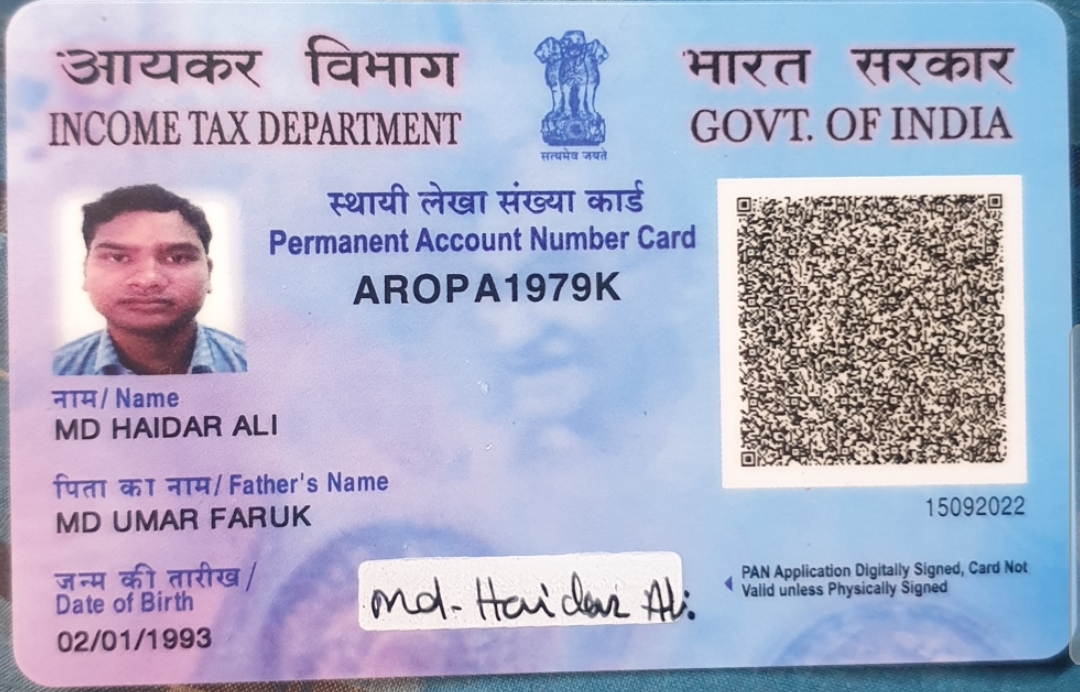 आयकर विभाग
INCOME TAX DEPARTMENT
सत्यमेव जयते
भारत सरकार
GOVT. OF INDIA
स्थायी लेखा संख्या कार्ड
Permanent Account Number Card
AROPA1979K
नाम/ Name
MD HAIDAR ALI
पिता का नाम/ Father's Name
MD UMAR FARUK
जन्म की तारीख/
Date of Birth
02/01/1993
Md- Haidar Ali
15092022
PAN Application Digitally Signed, Card Not
Valid unless Physically Signed